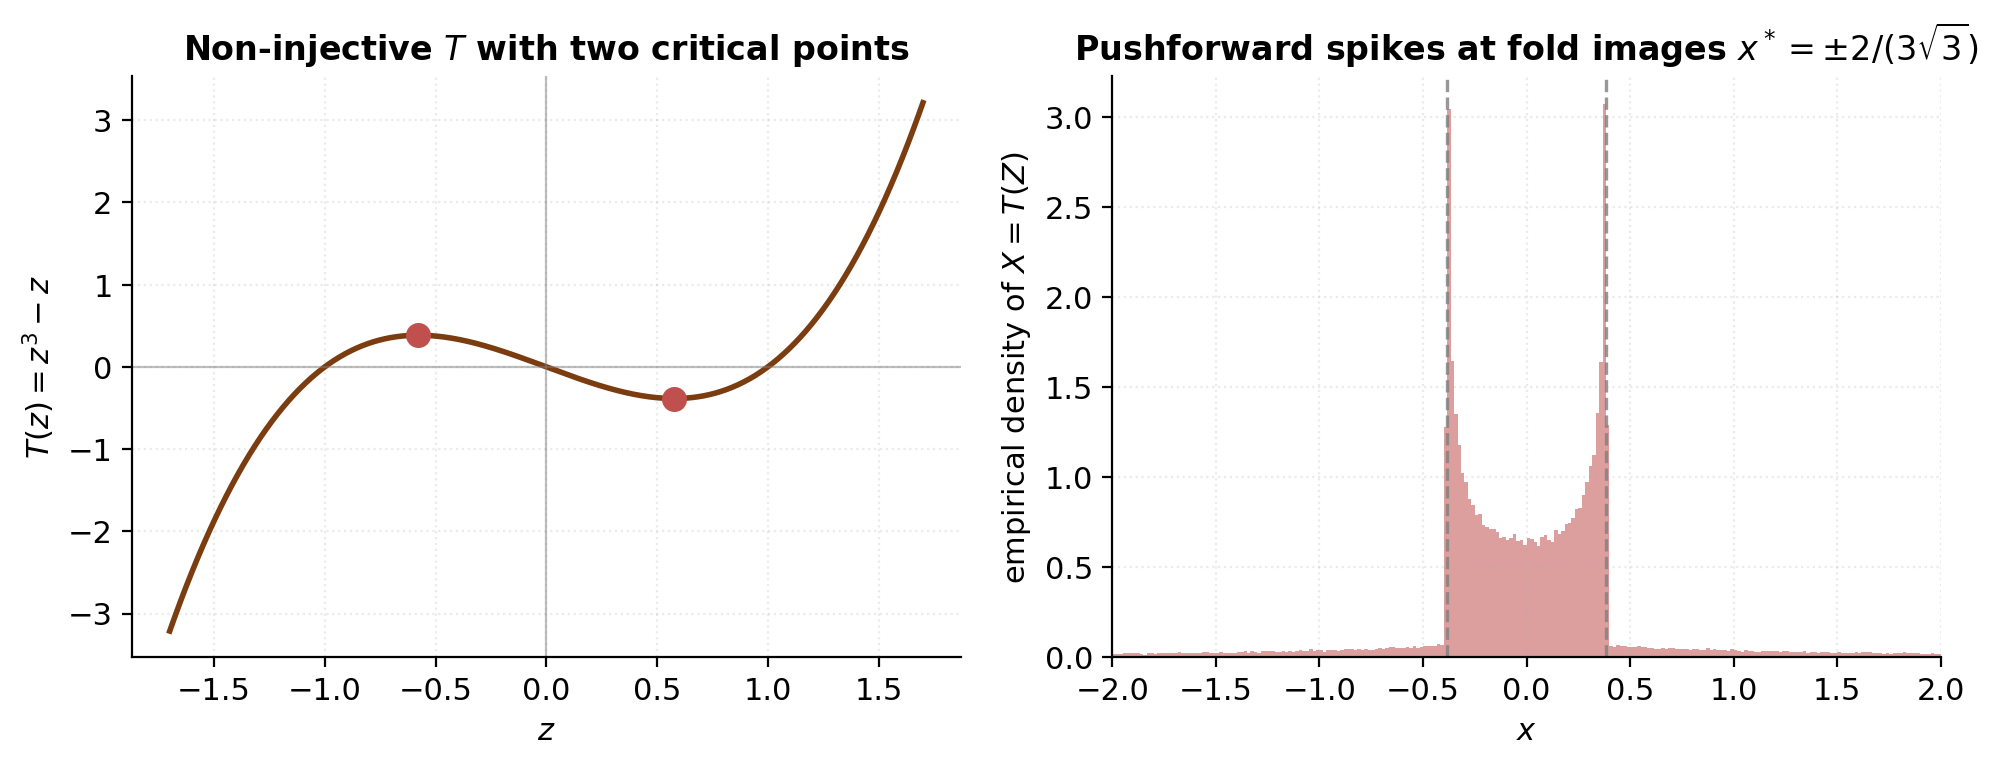 Non-injective T with two critical points
T(z) = z³ − z
3
2
1
0
−1
−2
−3
−1.5 −1.0 −0.5 0.0 0.5 1.0 1.5
z
Pushforward spikes at fold images x* = ±2/(3√3)
empirical density of X = T(Z)
3.0
2.5
2.0
1.5
1.0
0.5
0.0
−2.0 −1.5 −1.0 −0.5 0.0 0.5 1.0 1.5 2.0
x